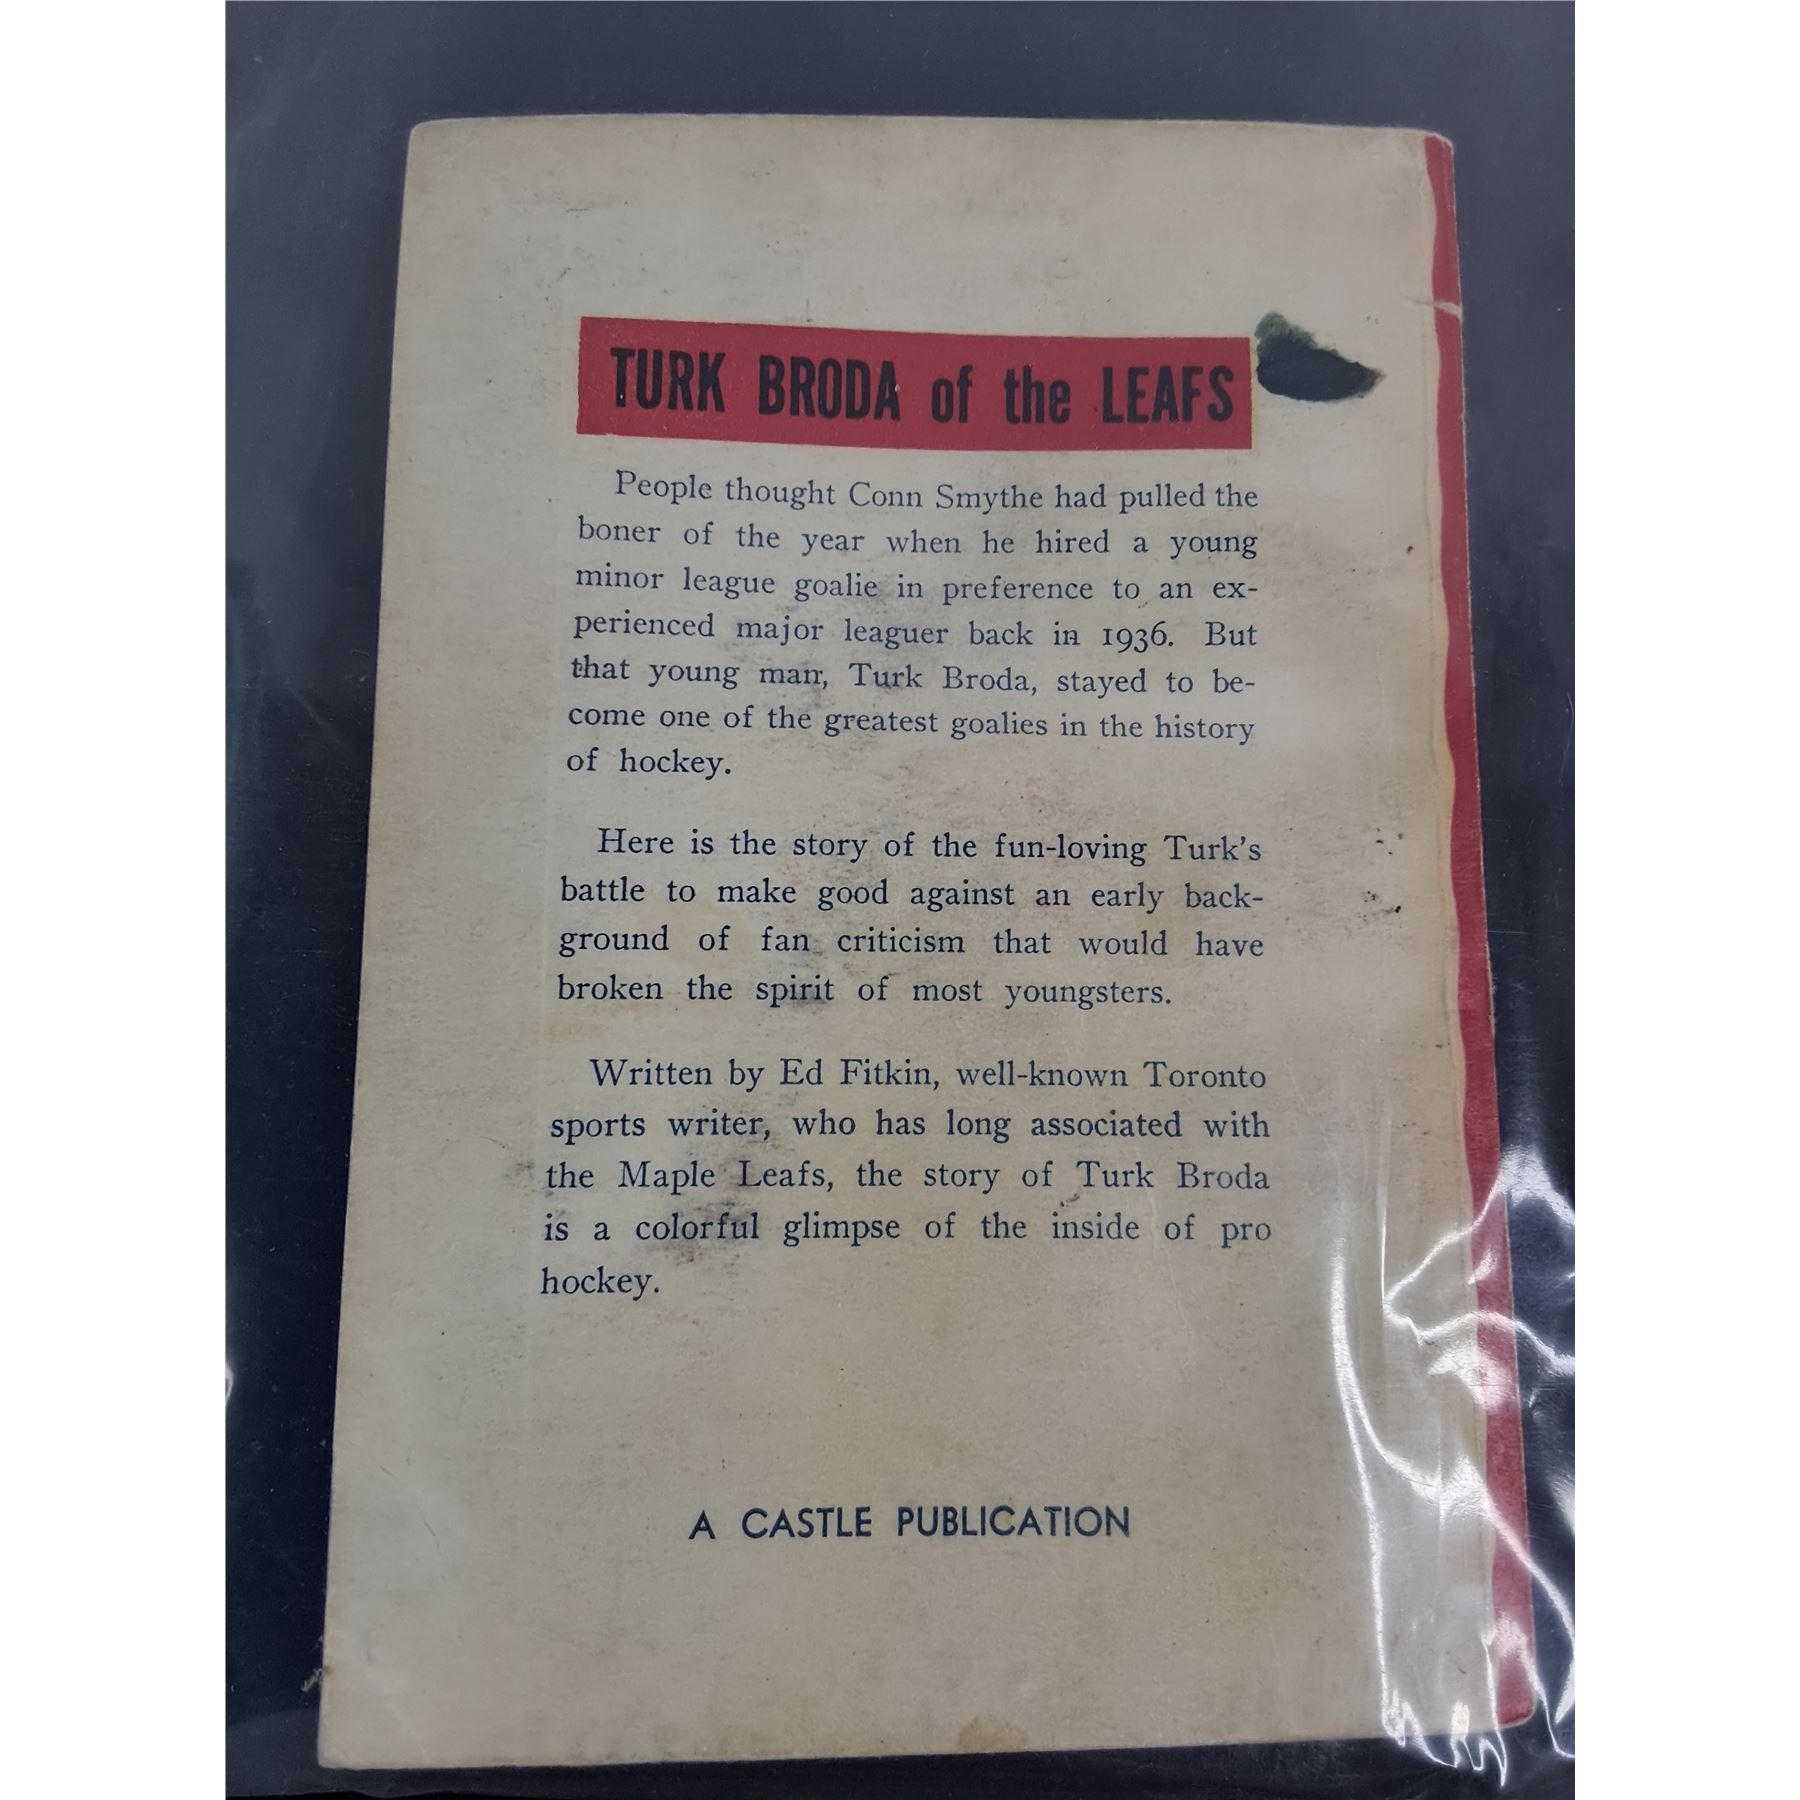 TURK BRODA of the LEAFS
People thought Conn Smythe had pulled the
boner of the year when he hired a young
minor league goalie in preference to an ex-
perienced major leaguer back in 1936. But
that young man, Turk Broda, stayed to be-
come one of the greatest goalies in the history
of hockey.
Here is the story of the fun-loving Turk's
battle to make good against an early back-
ground of fan criticism that would have
broken the spirit of most youngsters.
Written by Ed Fitkin, well-known Toronto
sports writer, who has long associated with
the Maple Leafs, the story of Turk Broda
is a colorful glimpse of the inside of pro
hockey.
A CASTLE PUBLICATION